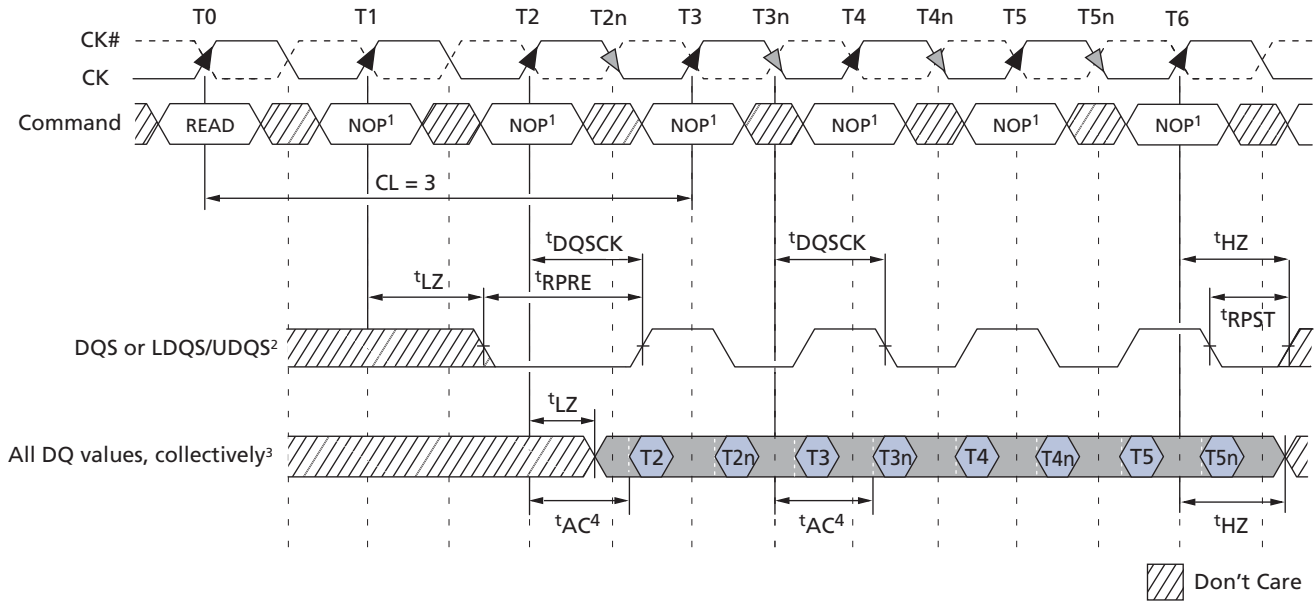 T0 T1 T2 T2n T3 T3n T4 T4n T5 T5n T6
CK#
CK
Command READ NOP¹ NOP¹ NOP¹ NOP¹ NOP¹ NOP¹
CL = 3
tDQSCK tDQSCK tHZ
tLZ tRPRE
tRPST
DQS or LDQS/UDQS²
tLZ
All DQ values, collectively³ T2 T2n T3 T3n T4 T4n T5 T5n
tAC⁴ tAC⁴ tHZ
Don't Care